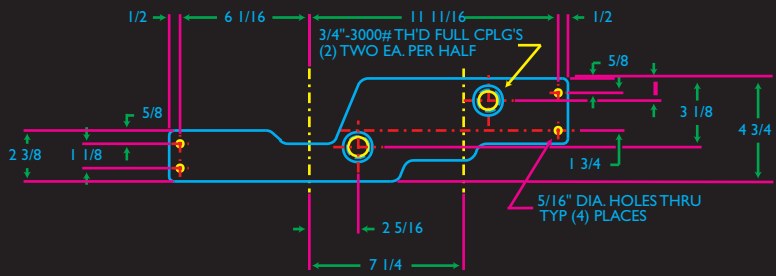 1/2 6 1/16 11 11/16 1/2
3/4"-3000# TH'D FULL CPLG'S
(2) TWO EA. PER HALF
5/8
5/8
3 1/8
4 3/4
2 3/8
1 1/8
1 3/4
5/16" DIA. HOLES THRU
TYP (4) PLACES
2 5/16
7 1/4